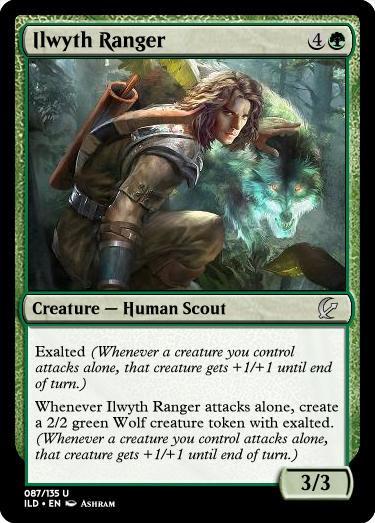 Ilwyth Ranger 4
Creature — Human Scout
Exalted (Whenever a creature you control
attacks alone, that creature gets +1/+1 until end
of turn.)
Whenever Ilwyth Ranger attacks alone, create
a 2/2 green Wolf creature token with exalted.
(Whenever a creature you control attacks alone,
that creature gets +1/+1 until end of turn.)
3/3
087/135 U
ILD • EN Ashram